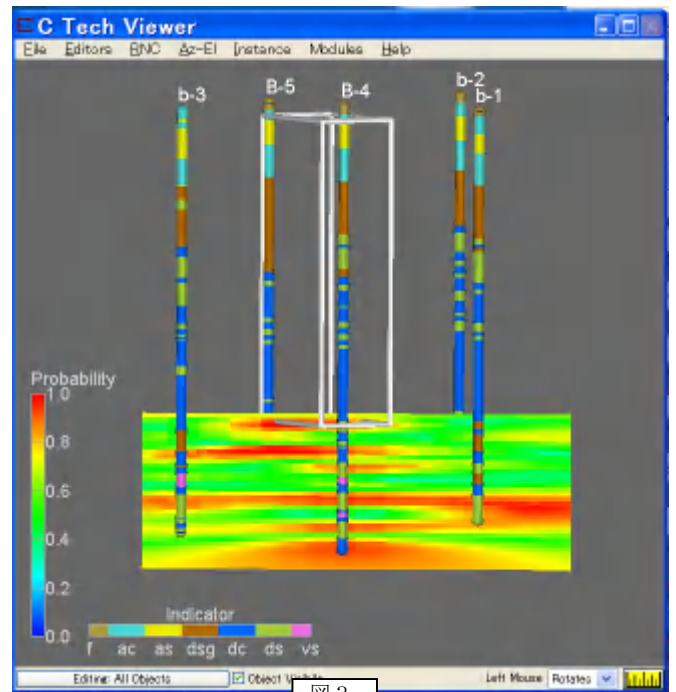 C Tech Viewer
File Editors RNC Az-El Instance Modules Help
b-3 B-5 B-4 b-2 b-1
Probability
1.0
0.8
0.6
0.4
0.2
0.0
Indicator
f ac as dsg dc ds vs
Editing: All Objects Object Visible Left Mouse Rotates